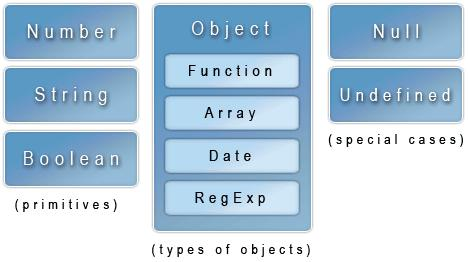 Number
String
Boolean
(primitives)
Object
Function
Array
Date
RegExp
(types of objects)
Null
Undefined
(special cases)